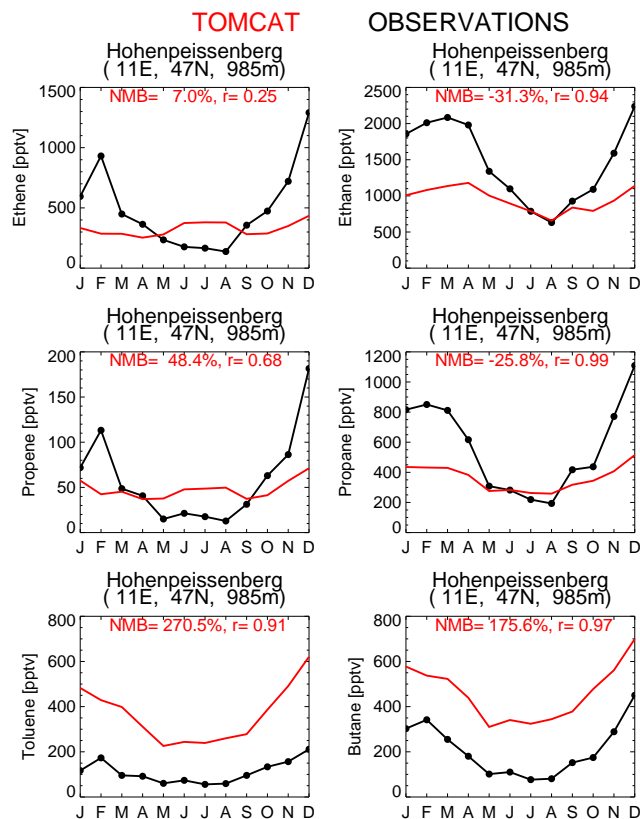 TOMCAT OBSERVATIONS
Hohenpeissenberg
( 11E, 47N, 985m)
NMB= 7.0%, r= 0.25
Ethene [pptv]
1500
1000
500
0
J F M A M J J A S O N D
Hohenpeissenberg
( 11E, 47N, 985m)
NMB= -31.3%, r= 0.94
Ethane [pptv]
2500
2000
1500
1000
500
0
J F M A M J J A S O N D
Hohenpeissenberg
( 11E, 47N, 985m)
NMB= 48.4%, r= 0.68
Propene [pptv]
200
150
100
50
0
J F M A M J J A S O N D
Hohenpeissenberg
( 11E, 47N, 985m)
NMB= -25.8%, r= 0.99
Propane [pptv]
1200
1000
800
600
400
200
0
J F M A M J J A S O N D
Hohenpeissenberg
( 11E, 47N, 985m)
NMB= 270.5%, r= 0.91
Toluene [pptv]
800
600
400
200
0
J F M A M J J A S O N D
Hohenpeissenberg
( 11E, 47N, 985m)
NMB= 175.6%, r= 0.97
Butane [pptv]
800
600
400
200
0
J F M A M J J A S O N D